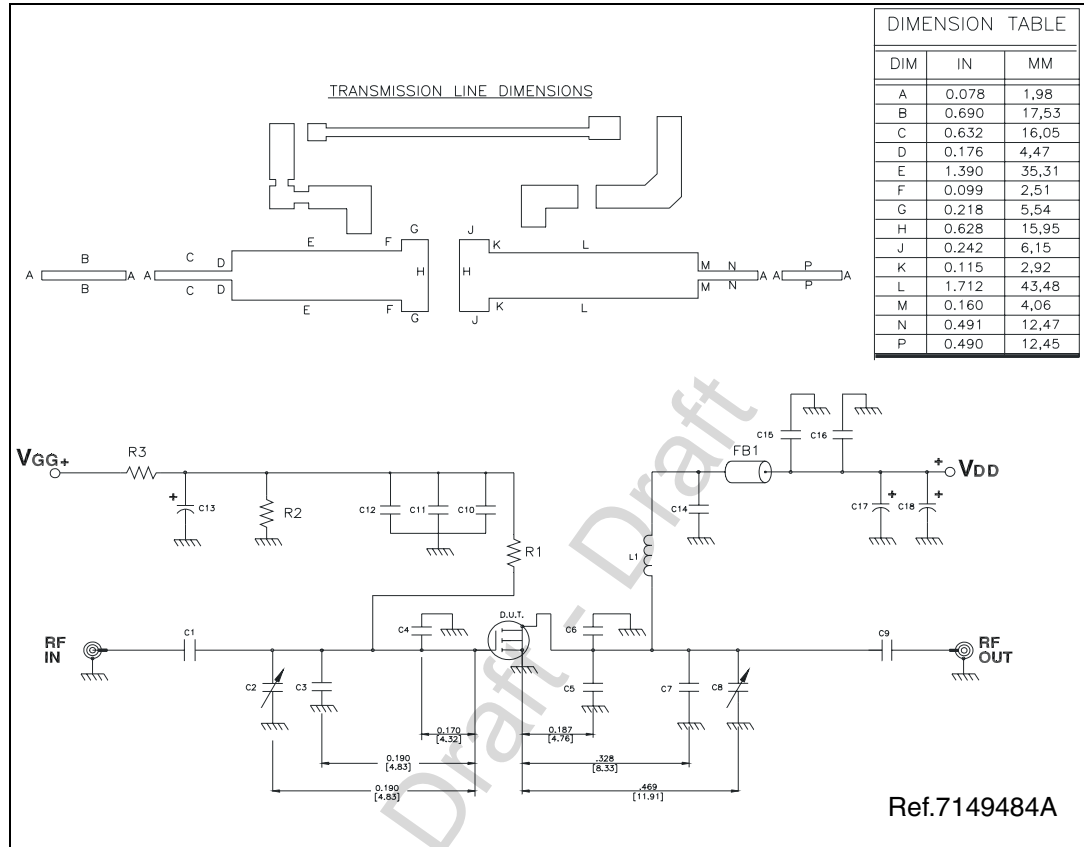 DIMENSION TABLE
DIM IN MM
A 0.078 1,98
B 0.690 17,53
C 0.632 16,05
D 0.176 4,47
E 1.390 35,31
F 0.099 2,51
G 0.218 5,54
H 0.628 15,95
J 0.242 6,15
K 0.115 2,92
L 1.712 43,48
M 0.160 4,06
N 0.491 12,47
P 0.490 12,45
TRANSMISSION LINE DIMENSIONS
G J
E F K L
B C D H H M N P
A A A A A
B C D M N P
E F K L
G J
C15 C16
VGG+ R3 FB1 + VDD
+ C13 R2 C12 C11 C10 C14 C17 + C18 +
R1 L1
D.U.T.
C4 C6
RF IN C1 C9 RF OUT
C2 C3 C5 C7 C8
0.170 0.187
[4.32] [4.76]
0.190 .328
[4.83] [8.33]
0.190 .469
[4.83] [11.91]
Ref.7149484A
Draft - Draft